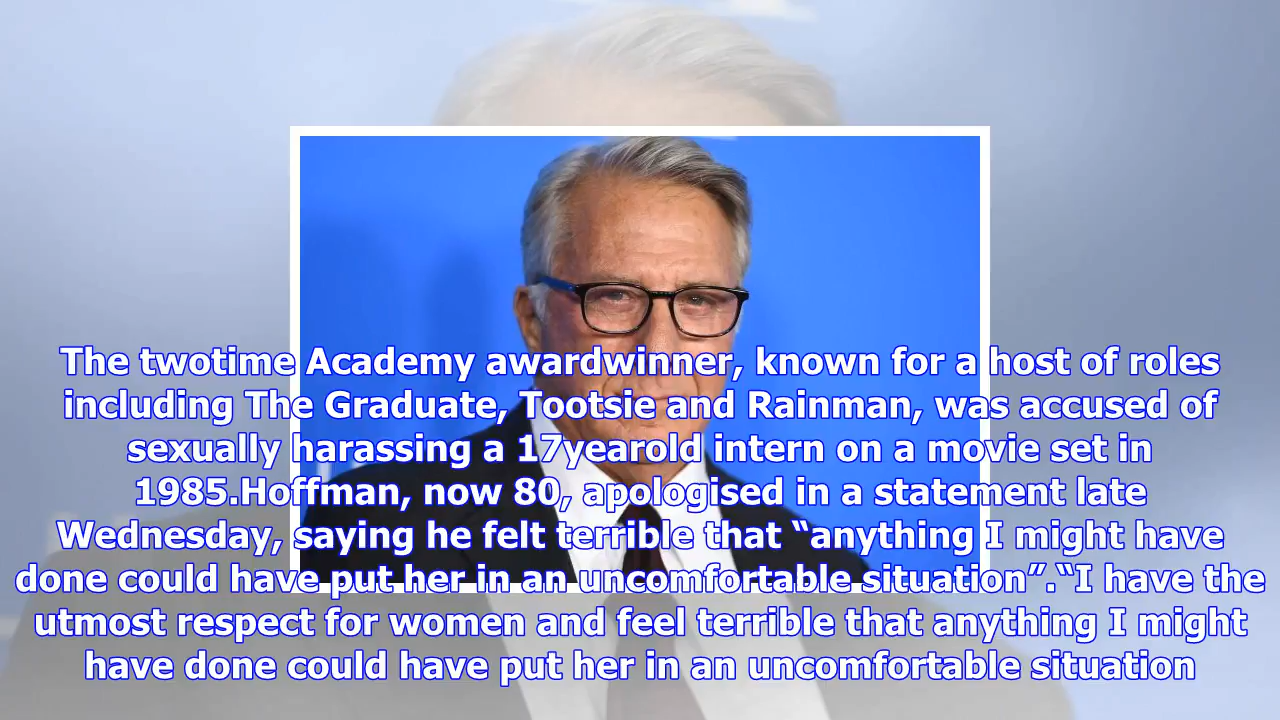 The twotime Academy awardwinner, known for a host of roles
including The Graduate, Tootsie and Rainman, was accused of
sexually harassing a 17yearold intern on a movie set in
1985.Hoffman, now 80, apologised in a statement late
Wednesday, saying he felt terrible that “anything I might have
done could have put her in an uncomfortable situation”.“I have the
utmost respect for women and feel terrible that anything I might
have done could have put her in an uncomfortable situation